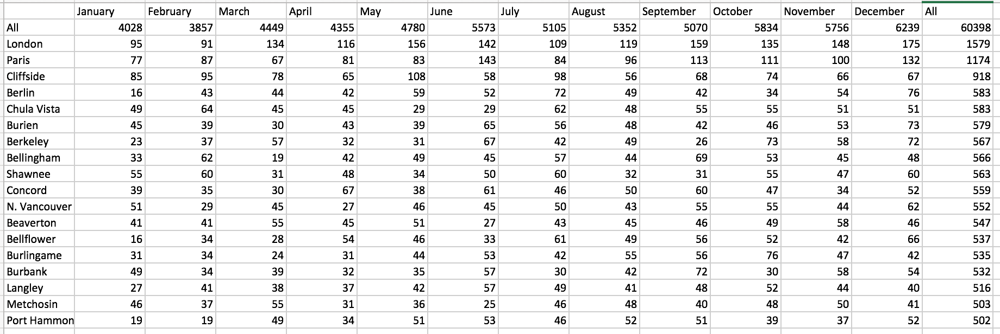 January February March April May June July August September October November December All
All 4028 3857 4449 4355 4780 5573 5105 5352 5070 5834 5756 6239 60398
London 95 91 134 116 156 142 109 119 159 135 148 175 1579
Paris 77 87 67 81 83 143 84 96 113 111 100 132 1174
Cliffside 85 95 78 65 108 58 98 56 68 74 66 67 918
Berlin 16 43 44 42 59 52 72 49 42 34 54 76 583
Chula Vista 49 64 45 45 29 29 62 48 55 55 51 51 583
Burien 45 39 30 43 39 65 56 48 42 46 53 73 579
Berkeley 23 37 57 32 31 67 42 49 26 73 58 72 567
Bellingham 33 62 19 42 49 45 57 44 69 53 45 48 566
Shawnee 55 60 31 48 34 50 60 32 31 55 47 60 563
Concord 39 35 30 67 38 61 46 50 60 47 34 52 559
N. Vancouver 51 29 45 27 46 45 50 43 55 55 44 62 552
Beaverton 41 41 55 45 51 27 43 45 46 49 58 46 547
Bellflower 16 34 28 54 46 33 61 49 56 52 42 66 537
Burlingame 31 34 24 31 44 53 42 55 56 76 47 42 535
Burbank 49 34 39 32 35 57 30 42 72 30 58 54 532
Langley 27 41 38 37 42 57 49 41 48 52 44 40 516
Metchosin 46 37 55 31 36 25 46 48 40 48 50 41 503
Port Hammon 19 19 49 34 51 53 46 52 51 39 37 52 502